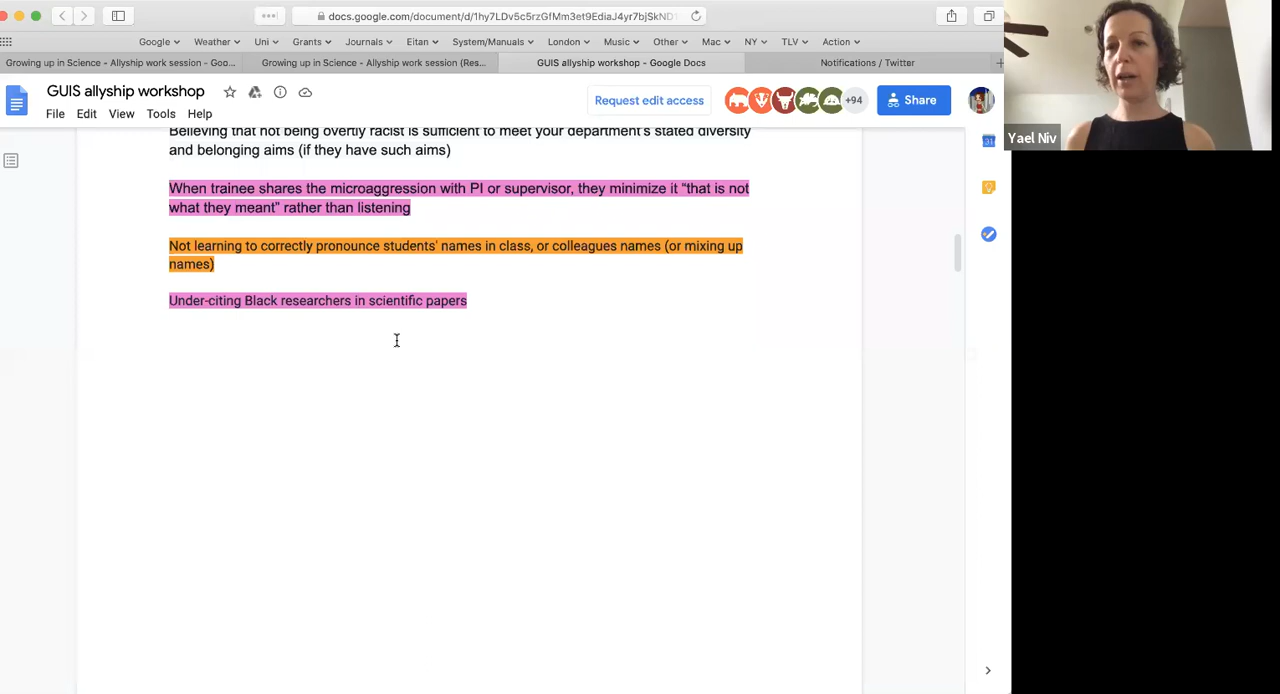 docs.google.com/document/d/1hy7LDv5c5rzGfMm3et9EdiaJ4yr7bjSkND1
Google Weather Uni Grants Journals Eitan System/Manuals London Music Other Mac NY TLV Action
Growing up in Science - Allyship work session - Goo... Growing up in Science - Allyship work session (Res... GUIS allyship workshop - Google Docs Notifications / Twitter
GUIS allyship workshop
Request edit access +94 Share
File Edit View Tools Help
Yael Niv
31
Believing that not being overtly racist is sufficient to meet your department's stated diversity
and belonging aims (if they have such aims)
When trainee shares the microaggression with PI or supervisor, they minimize it “that is not
what they meant” rather than listening
Not learning to correctly pronounce students' names in class, or colleagues names (or mixing up
names)
Under-citing Black researchers in scientific papers